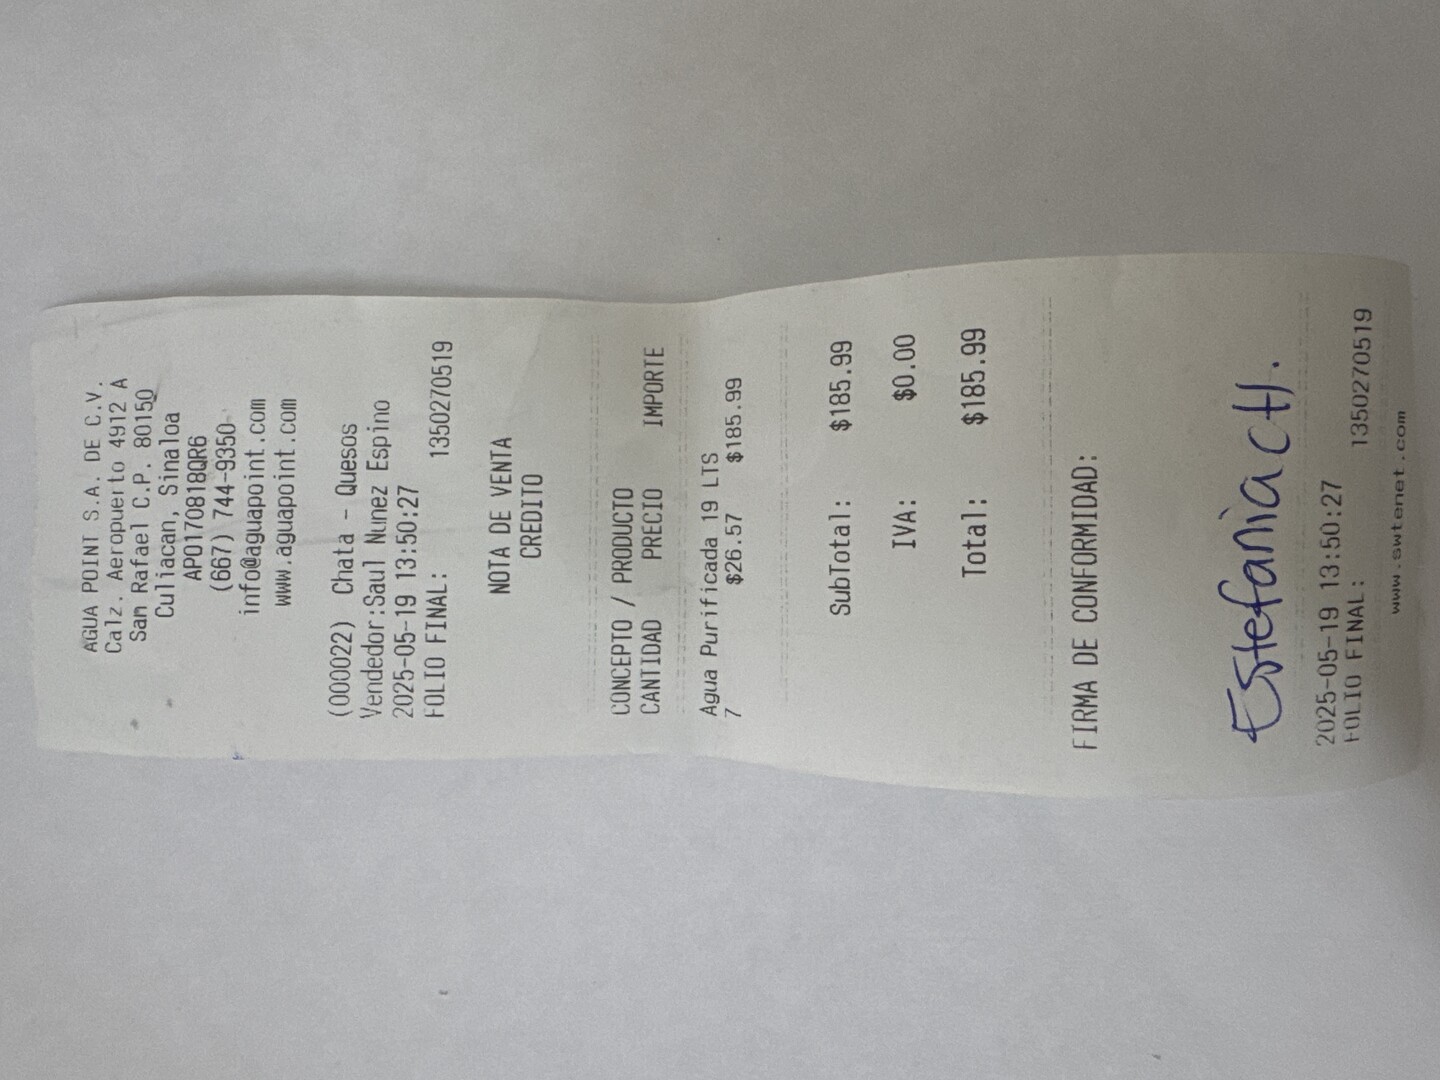 AGUA POINT S.A. DE C.V.
Calz. Aeropuerto 4912 A
San Rafael C.P. 80150
Culiacan, Sinaloa
APO170818QR6
(667) 744-9350
info@aguapoint.com
www.aguapoint.com
(000022) Chata - Quesos
Vendedor:Saul Nunez Espino
2025-05-19 13:50:27
FOLIO FINAL: 1350270519
NOTA DE VENTA
CREDITO
CONCEPTO / PRODUCTO
CANTIDAD PRECIO IMPORTE
Agua Purificada 19 LTS
7 $26.57 $185.99
SubTotal: $185.99
IVA: $0.00
Total: $185.99
FIRMA DE CONFORMIDAD:
Estefania CH.
2025-05-19 13:50:27
FOLIO FINAL: 1350270519
www.swtenet.com